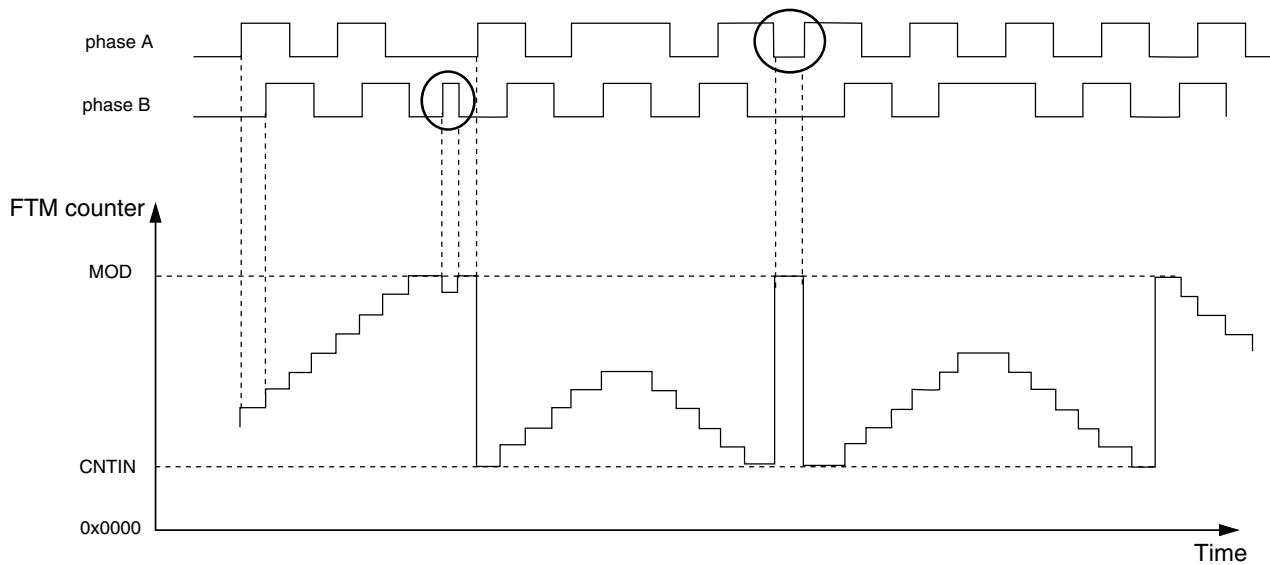 phase A
phase B
FTM counter
MOD
CNTIN
0x0000
Time